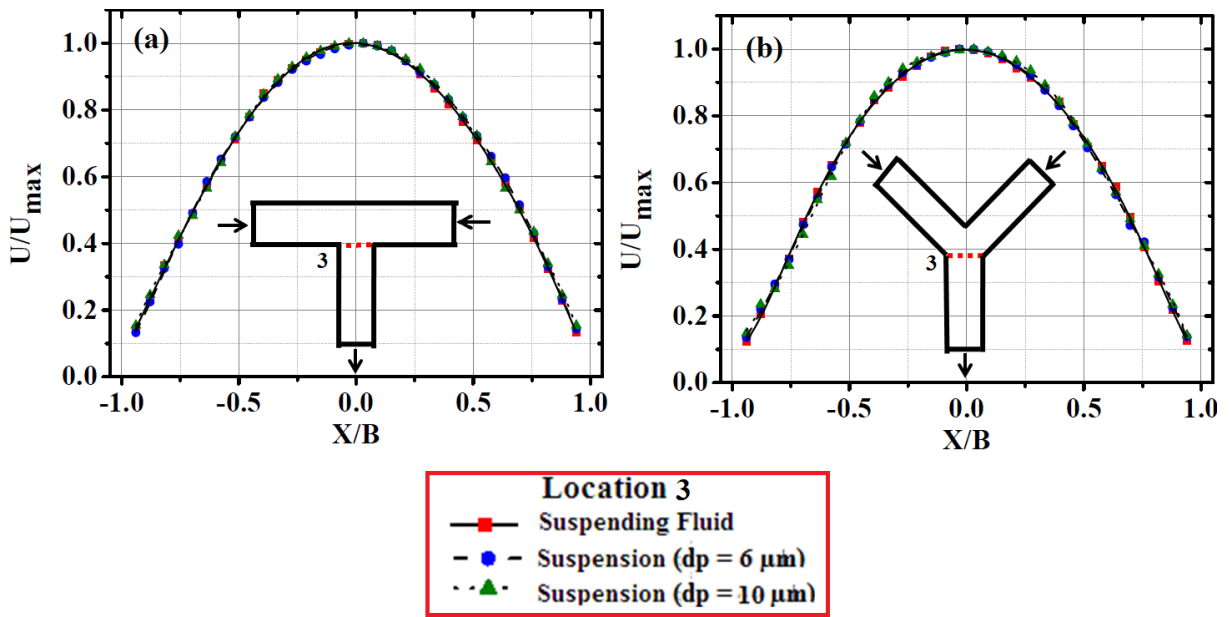 (a)
U/Umax
1.0
0.8
0.6
0.4
0.2
0.0
3
-1.0 -0.5 0.0 0.5 1.0
X/B
(b)
U/Umax
1.0
0.8
0.6
0.4
0.2
0.0
3
-1.0 -0.5 0.0 0.5 1.0
X/B
Location 3
Suspending Fluid
Suspension (dp = 6 µm)
Suspension (dp = 10 µm)